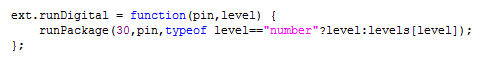 ext.runDigital = function(pin,level) {
    runPackage(30,pin,typeof level=="number"?level:levels[level]);
};